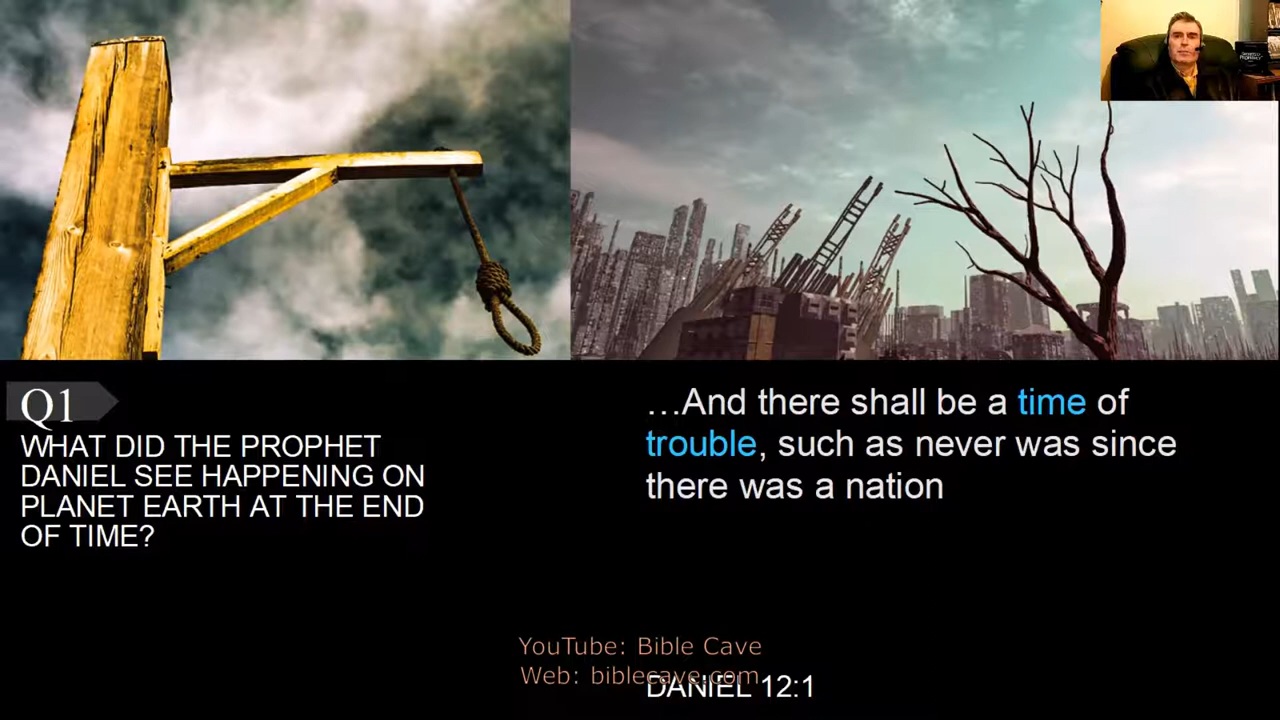 Q1
WHAT DID THE PROPHET
DANIEL SEE HAPPENING ON
PLANET EARTH AT THE END
OF TIME?
…And there shall be a time of
trouble, such as never was since
there was a nation
YouTube: Bible Cave
Web: biblecave.com
DANIEL 12:1